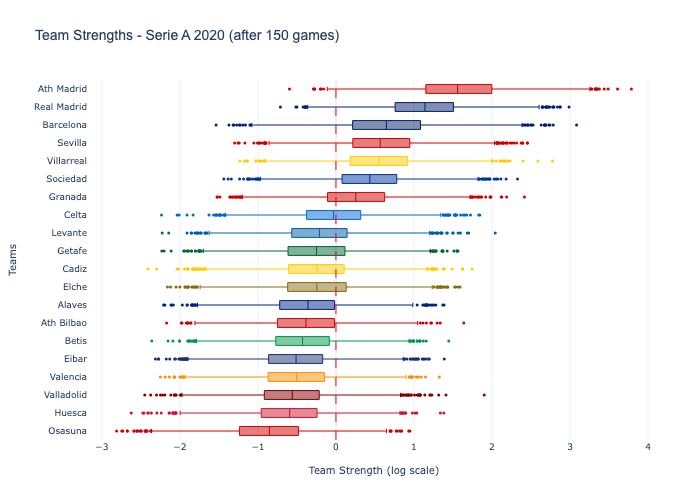 Team Strengths - Serie A 2020 (after 150 games)
Ath Madrid
Real Madrid
Barcelona
Sevilla
Villarreal
Sociedad
Granada
Celta
Levante
Getafe
Cadiz
Elche
Alaves
Ath Bilbao
Betis
Eibar
Valencia
Valladolid
Huesca
Osasuna
Teams
−3 −2 −1 0 1 2 3 4
Team Strength (log scale)